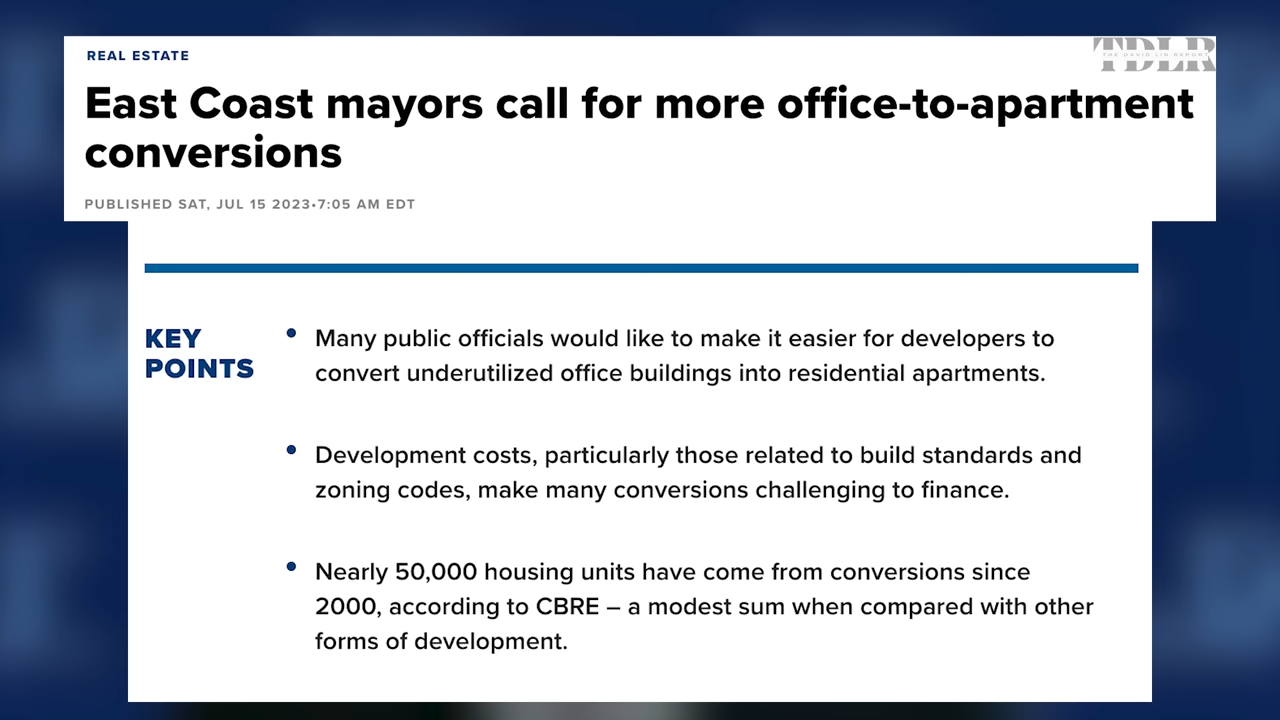 REAL ESTATE
TDLR
THE DAVID LIN REPORT
East Coast mayors call for more office-to-apartment
conversions
PUBLISHED SAT, JUL 15 2023•7:05 AM EDT
KEY
POINTS
• Many public officials would like to make it easier for developers to
convert underutilized office buildings into residential apartments.
• Development costs, particularly those related to build standards and
zoning codes, make many conversions challenging to finance.
• Nearly 50,000 housing units have come from conversions since
2000, according to CBRE – a modest sum when compared with other
forms of development.